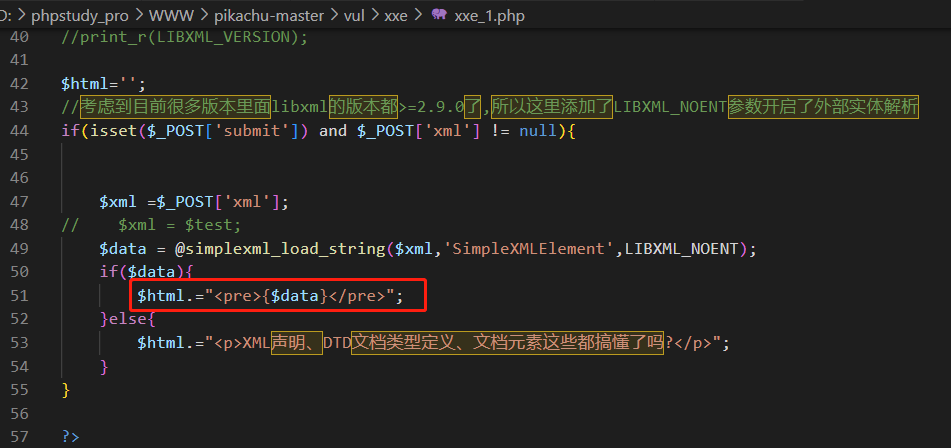 D: > phpstudy_pro > WWW > pikachu-master > vul > xxe > xxe_1.php
40 //print_r(LIBXML_VERSION);
41
42 $html='';
43 //考虑到目前很多版本里面libxml的版本都>=2.9.0了,所以这里添加了LIBXML_NOENT参数开启了外部实体解析
44 if(isset($_POST['submit']) and $_POST['xml'] != null){
45
46
47 $xml =$_POST['xml'];
48 // $xml = $test;
49 $data = @simplexml_load_string($xml,'SimpleXMLElement',LIBXML_NOENT);
50 if($data){
51 $html.="<pre>{$data}</pre>";
52 }else{
53 $html.="<p>XML声明、DTD文档类型定义、文档元素这些都搞懂了吗?</p>";
54 }
55 }
56
57 ?>